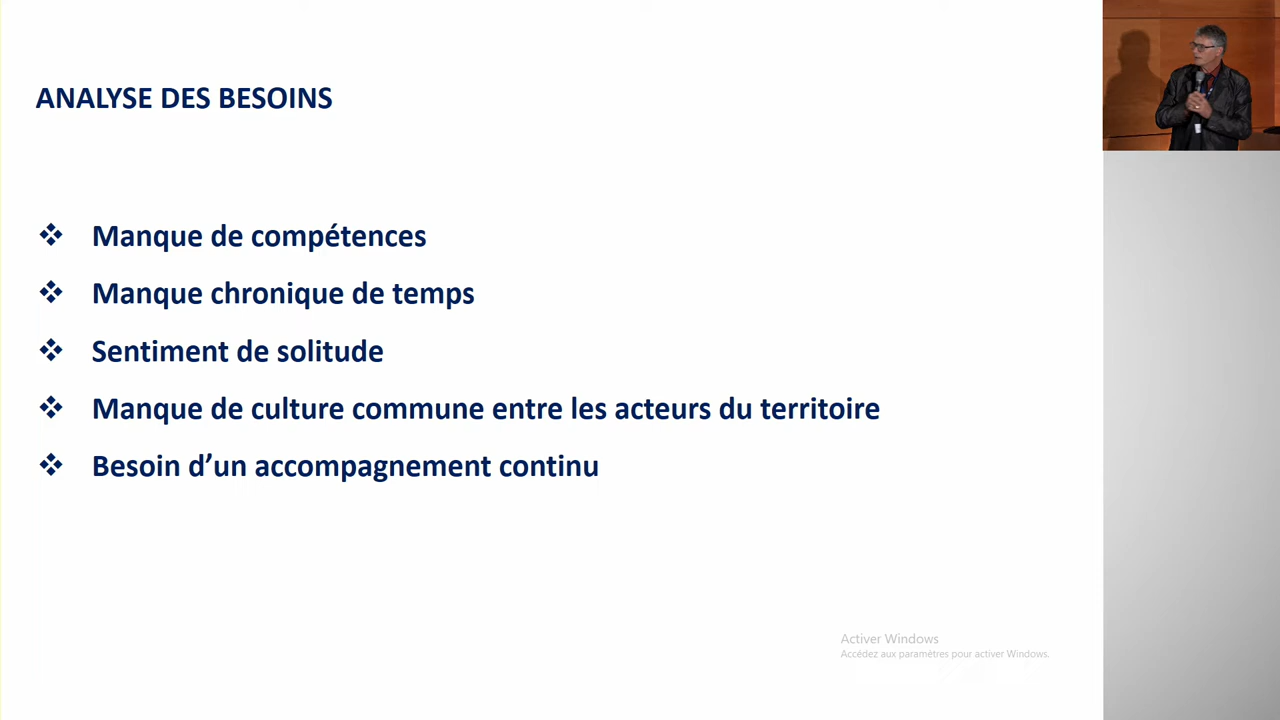 ANALYSE DES BESOINS
Manque de compétences
Manque chronique de temps
Sentiment de solitude
Manque de culture commune entre les acteurs du territoire
Besoin d’un accompagnement continu
Activer Windows
Accédez aux paramètres pour activer Windows.